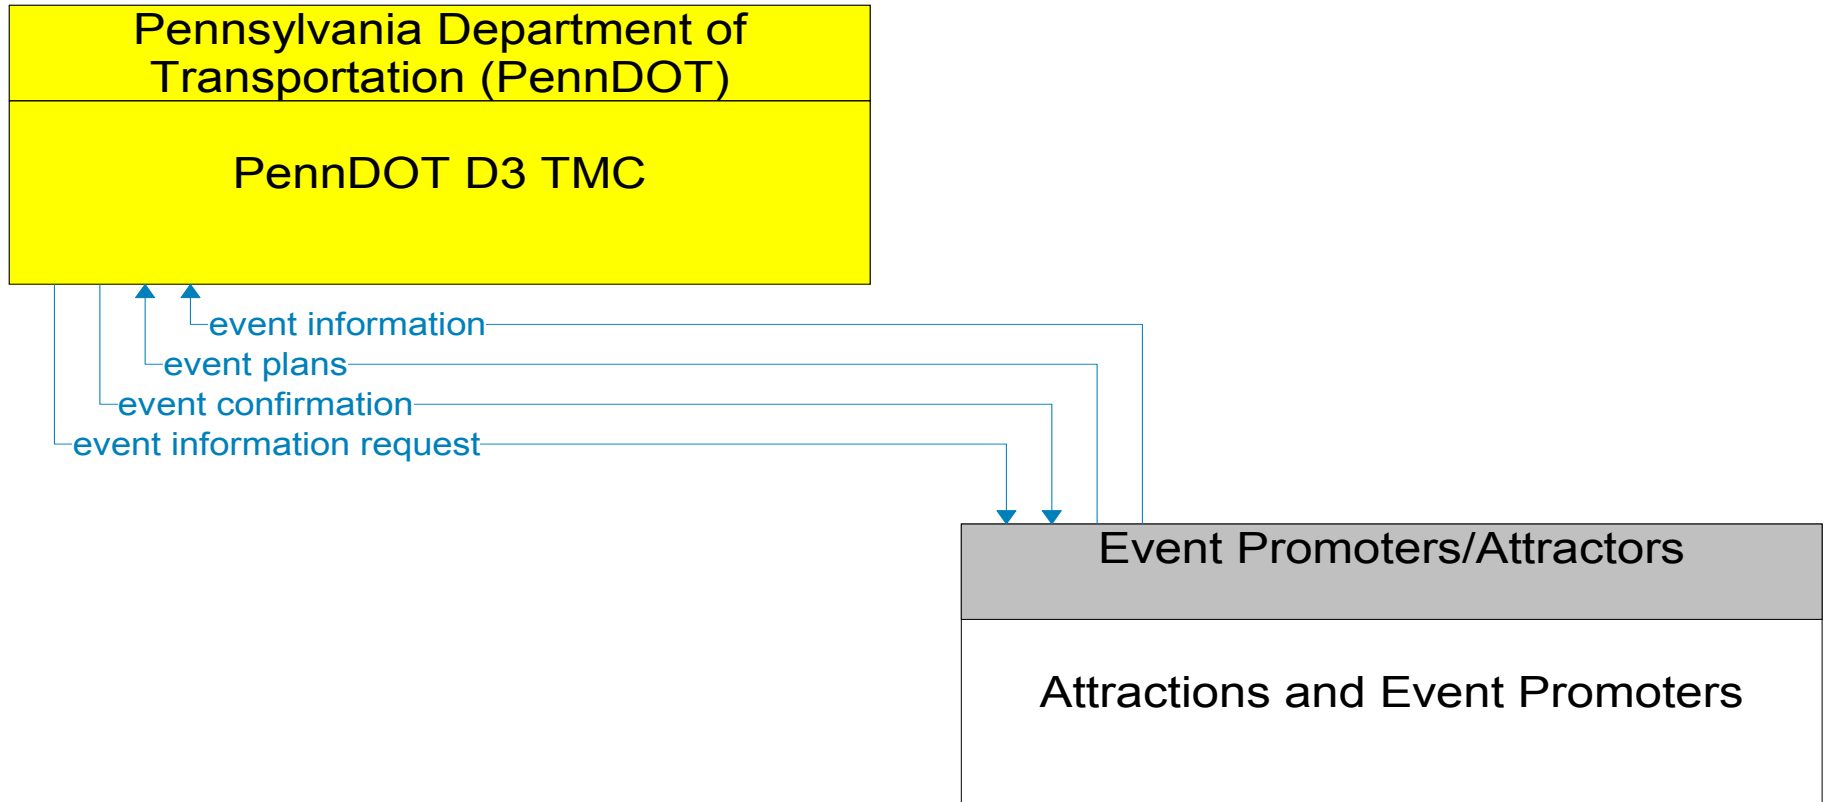 Pennsylvania Department of
Transportation (PennDOT)
PennDOT D3 TMC
event information
event plans
event confirmation
event information request
Event Promoters/Attractors
Attractions and Event Promoters